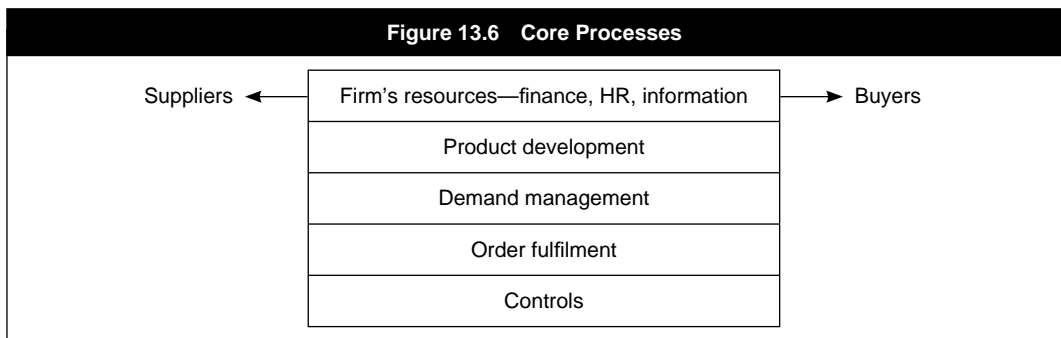 Figure 13.6 Core Processes
Suppliers Firm's resources—finance, HR, information Buyers
Product development
Demand management
Order fulfilment
Controls